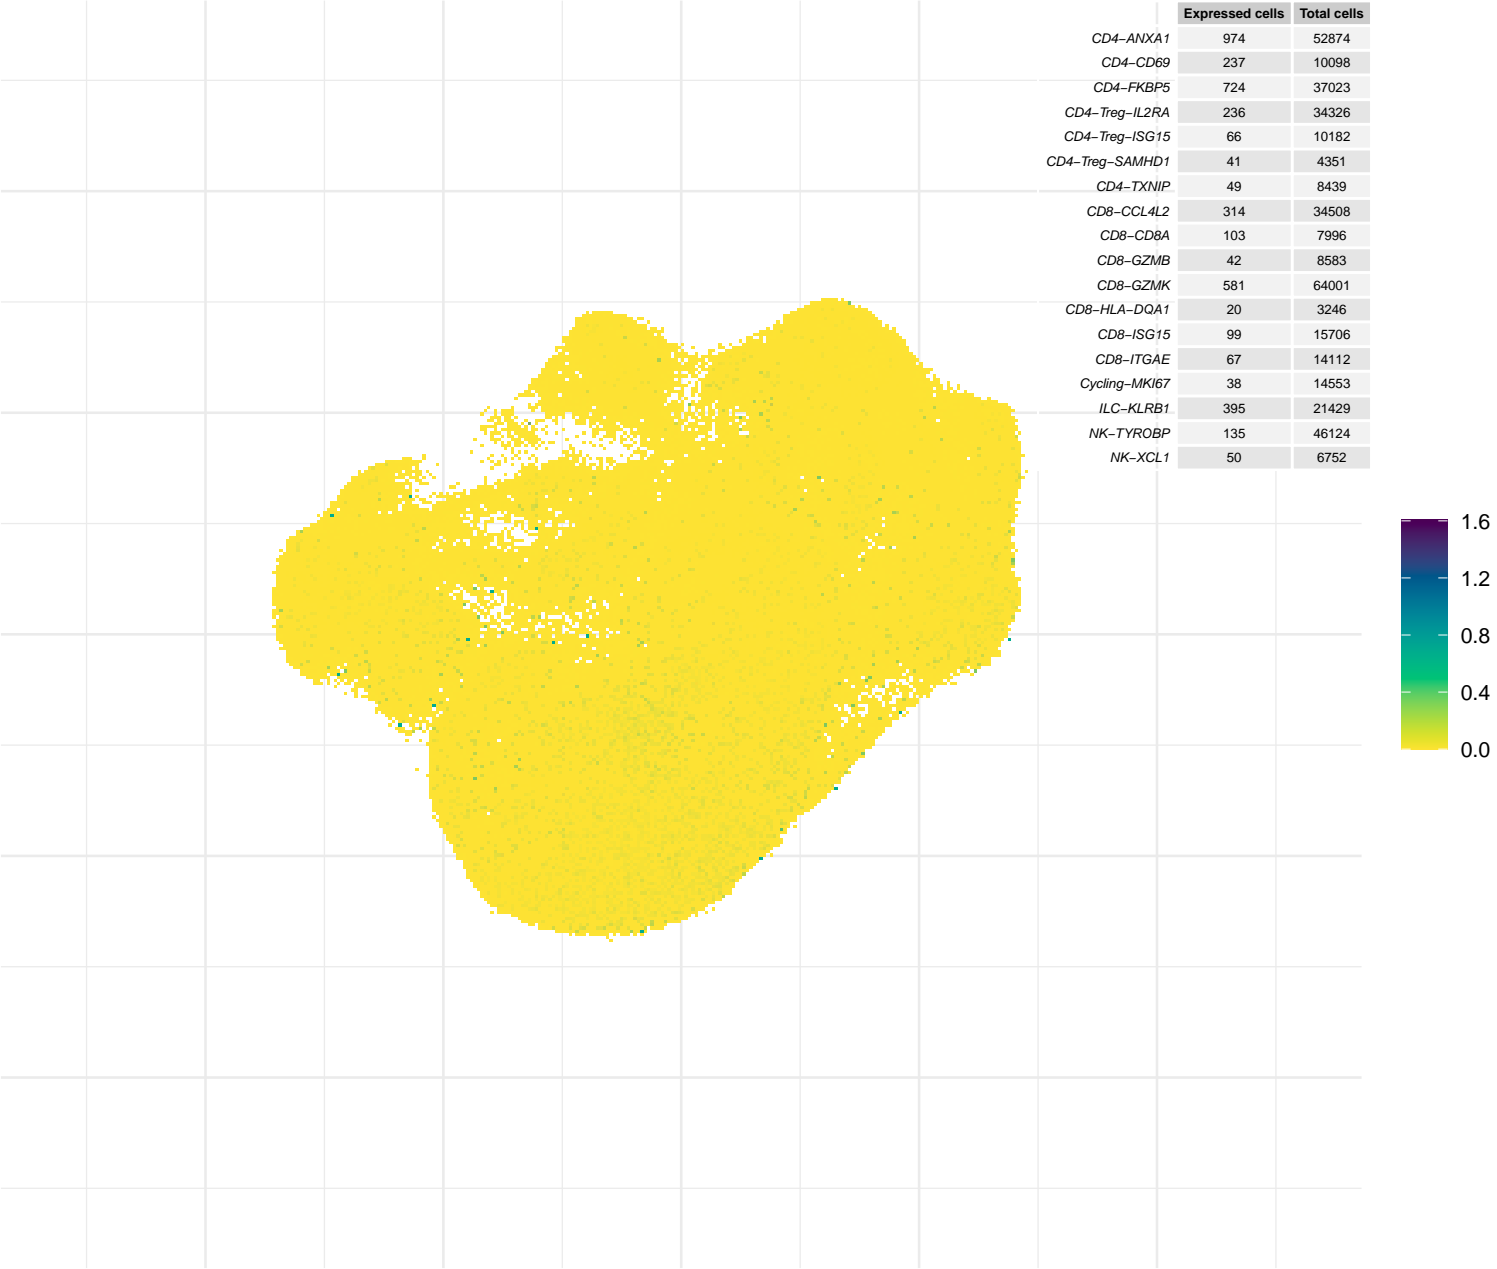 Expressed cells Total cells
CD4−ANXA1 974 52874
CD4−CD69 237 10098
CD4−FKBP5 724 37023
CD4−Treg−IL2RA 236 34326
CD4−Treg−ISG15 66 10182
CD4−Treg−SAMHD1 41 4351
CD4−TXNIP 49 8439
CD8−CCL4L2 314 34508
CD8−CD8A 103 7996
CD8−GZMB 42 8583
CD8−GZMK 581 64001
CD8−HLA−DQA1 20 3246
CD8−ISG15 99 15706
CD8−ITGAE 67 14112
Cycling−MKI67 38 14553
ILC−KLRB1 395 21429
NK−TYROBP 135 46124
NK−XCL1 50 6752
1.6
1.2
0.8
0.4
0.0